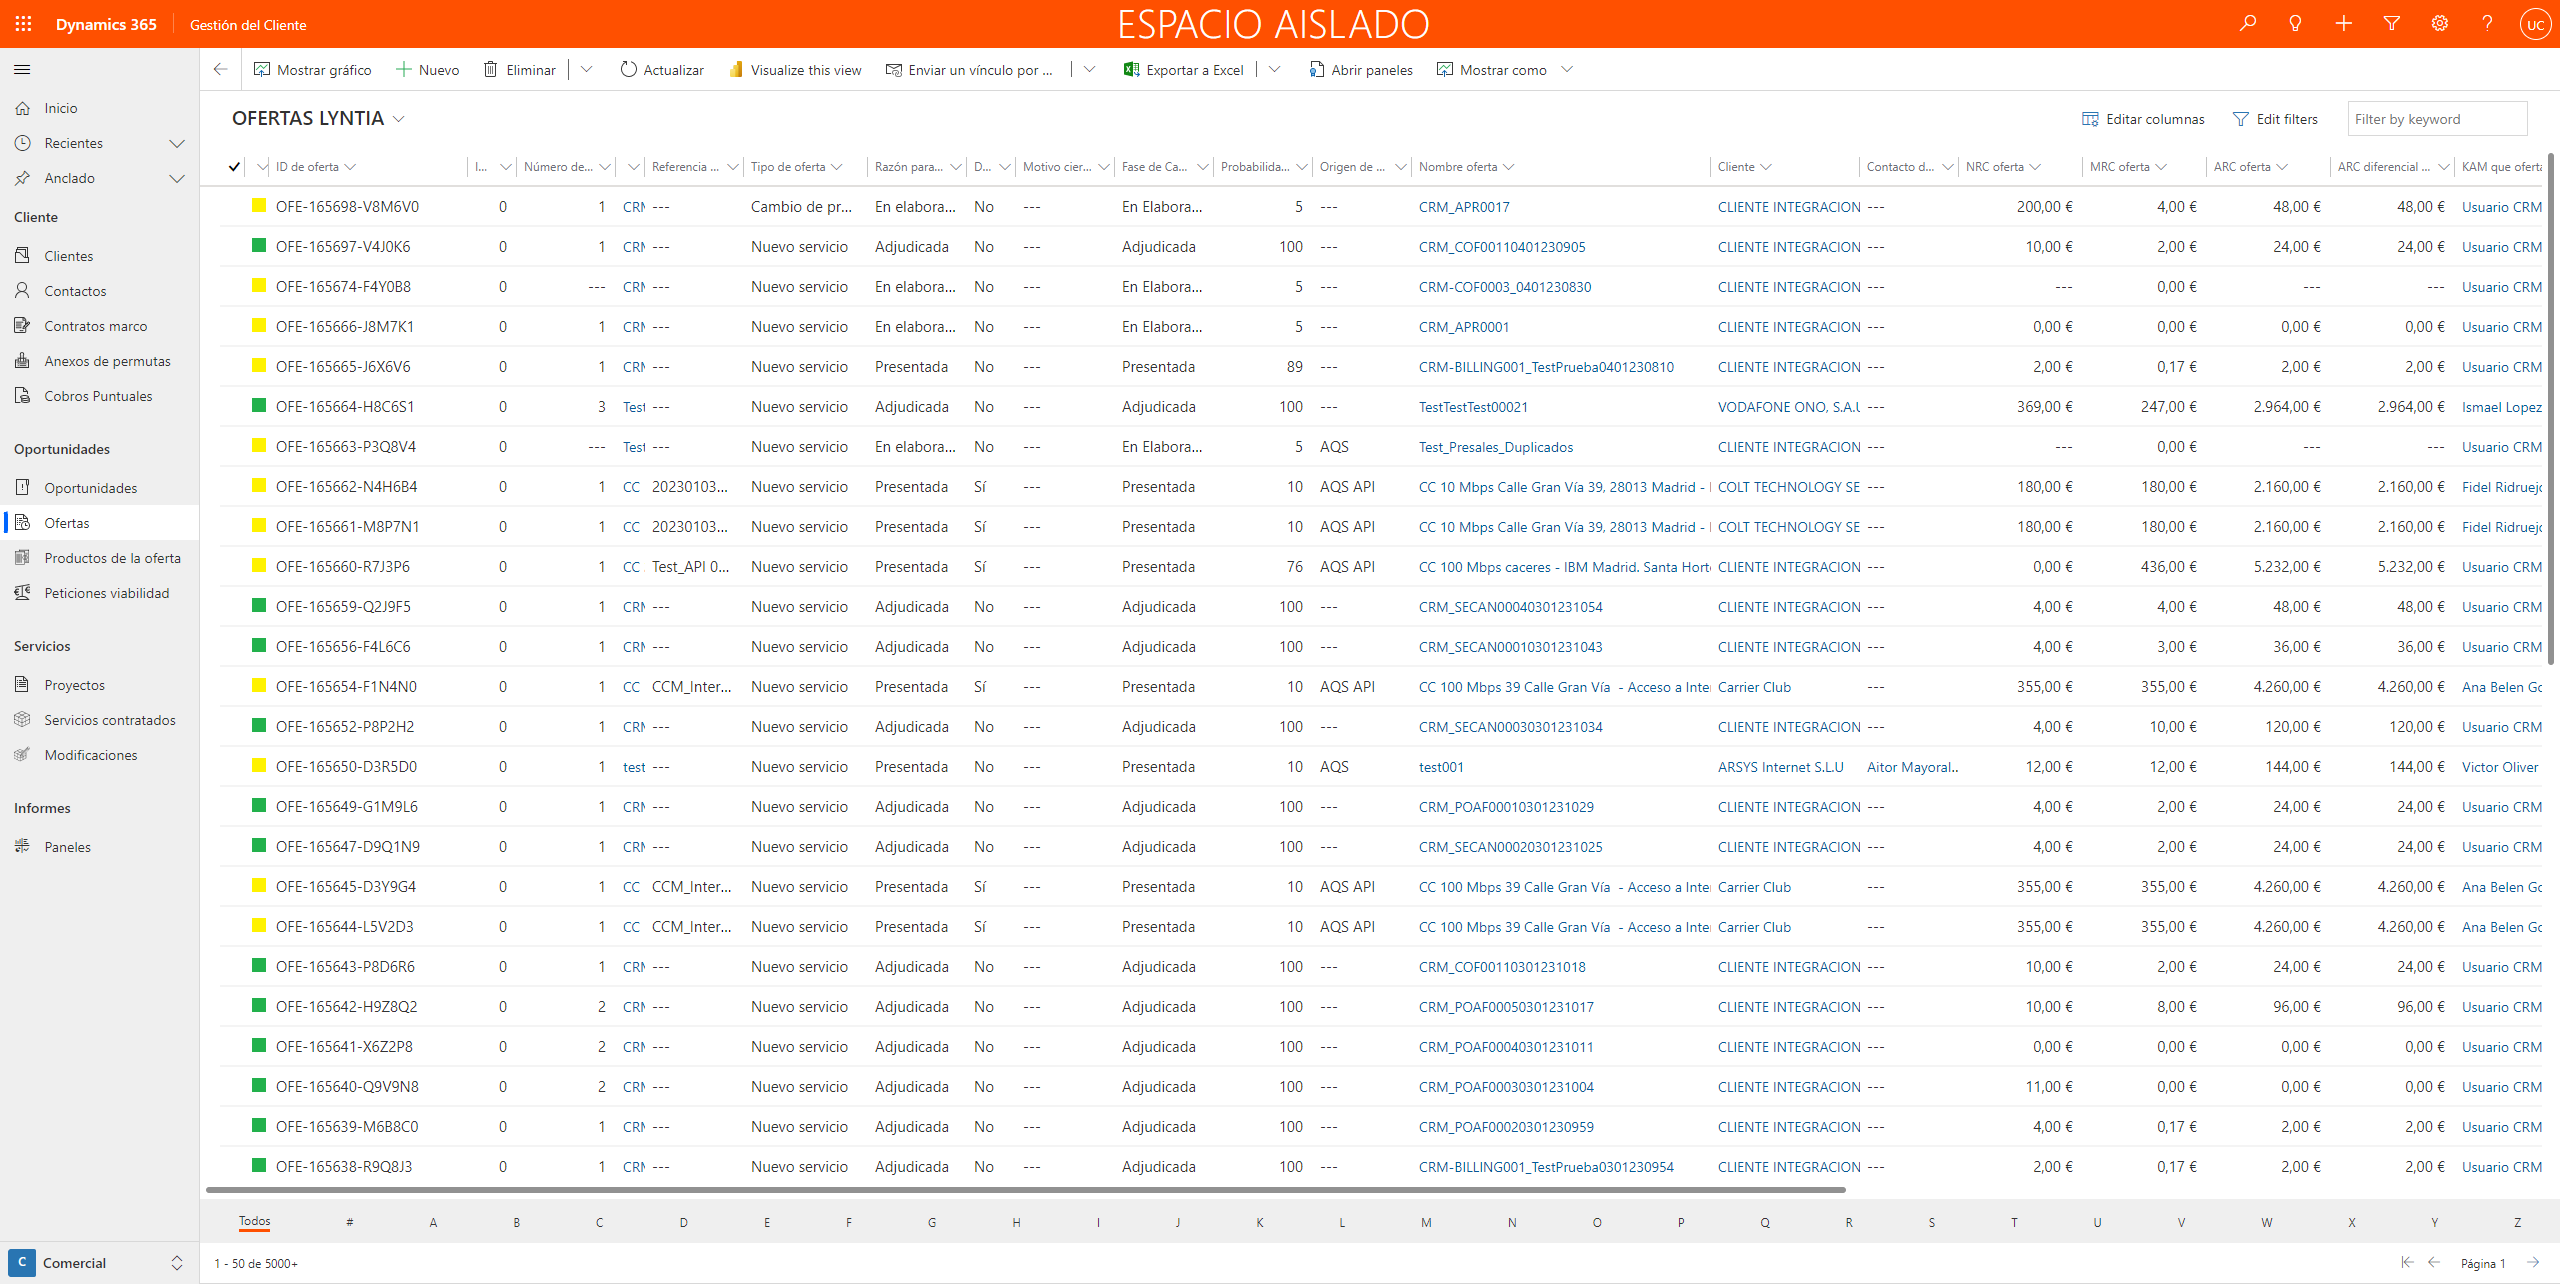 Dynamics 365 Gestión del Cliente ESPACIO AISLADO UC
Mostrar gráfico Nuevo Eliminar Actualizar Visualize this view Enviar un vínculo por ... Exportar a Excel Abrir paneles Mostrar como
Inicio
Recientes
Anclado
Cliente
Clientes
Contactos
Contratos marco
Anexos de permutas
Cobros Puntuales
Oportunidades
Oportunidades
Ofertas
Productos de la oferta
Peticiones viabilidad
Servicios
Proyectos
Servicios contratados
Modificaciones
Informes
Paneles
C Comercial
OFERTAS LYNTIA Editar columnas Edit filters Filter by keyword
ID de oferta I... Número de... Referencia ... Tipo de oferta Razón para... D... Motivo cier... Fase de Ca... Probabilida... Origen de ... Nombre oferta Cliente Contacto d... NRC oferta MRC oferta ARC oferta ARC diferencial ... KAM que oferta
OFE-165698-V8M6V0 0 1 CRM --- Cambio de pr... En elabora... No --- En Elabora... 5 --- CRM_APR0017 CLIENTE INTEGRACION --- 200,00 € 4,00 € 48,00 € 48,00 € Usuario CRM
OFE-165697-V4J0K6 0 1 CRM --- Nuevo servicio Adjudicada No --- Adjudicada 100 --- CRM_COF00110401230905 CLIENTE INTEGRACION --- 10,00 € 2,00 € 24,00 € 24,00 € Usuario CRM
OFE-165674-F4Y0B8 0 --- CRM --- Nuevo servicio En elabora... No --- En Elabora... 5 --- CRM-COF0003_0401230830 CLIENTE INTEGRACION --- --- 0,00 € --- --- Usuario CRM
OFE-165666-J8M7K1 0 1 CRM --- Nuevo servicio En elabora... No --- En Elabora... 5 --- CRM_APR0001 CLIENTE INTEGRACION --- 0,00 € 0,00 € 0,00 € 0,00 € Usuario CRM
OFE-165665-J6X6V6 0 1 CRM --- Nuevo servicio Presentada No --- Presentada 89 --- CRM-BILLING001_TestPrueba0401230810 CLIENTE INTEGRACION --- 2,00 € 0,17 € 2,00 € 2,00 € Usuario CRM
OFE-165664-H8C6S1 0 3 Test --- Nuevo servicio Adjudicada No --- Adjudicada 100 --- TestTestTest00021 VODAFONE ONO, S.A.U --- 369,00 € 247,00 € 2.964,00 € 2.964,00 € Ismael Lopez
OFE-165663-P3Q8V4 0 --- Test --- Nuevo servicio En elabora... No --- En Elabora... 5 AQS Test_Presales_Duplicados CLIENTE INTEGRACION --- --- 0,00 € --- --- Usuario CRM
OFE-165662-N4H6B4 0 1 CC 20230103... Nuevo servicio Presentada Sí --- Presentada 10 AQS API CC 10 Mbps Calle Gran Vía 39, 28013 Madrid - COLT TECHNOLOGY SE --- 180,00 € 180,00 € 2.160,00 € 2.160,00 € Fidel Ridruejo
OFE-165661-M8P7N1 0 1 CC 20230103... Nuevo servicio Presentada Sí --- Presentada 10 AQS API CC 10 Mbps Calle Gran Vía 39, 28013 Madrid - COLT TECHNOLOGY SE --- 180,00 € 180,00 € 2.160,00 € 2.160,00 € Fidel Ridruejo
OFE-165660-R7J3P6 0 1 CC Test_API 0... Nuevo servicio Presentada Sí --- Presentada 76 AQS API CC 100 Mbps caceres - IBM Madrid. Santa Horte CLIENTE INTEGRACION --- 0,00 € 436,00 € 5.232,00 € 5.232,00 € Usuario CRM
OFE-165659-Q2J9F5 0 1 CRM --- Nuevo servicio Adjudicada No --- Adjudicada 100 --- CRM_SECAN00040301231054 CLIENTE INTEGRACION --- 4,00 € 4,00 € 48,00 € 48,00 € Usuario CRM
OFE-165656-F4L6C6 0 1 CRM --- Nuevo servicio Adjudicada No --- Adjudicada 100 --- CRM_SECAN00010301231043 CLIENTE INTEGRACION --- 4,00 € 3,00 € 36,00 € 36,00 € Usuario CRM
OFE-165654-F1N4N0 0 1 CC CCM_Inter... Nuevo servicio Presentada Sí --- Presentada 10 AQS API CC 100 Mbps 39 Calle Gran Vía - Acceso a Inte Carrier Club --- 355,00 € 355,00 € 4.260,00 € 4.260,00 € Ana Belen Go
OFE-165652-P8P2H2 0 1 CRM --- Nuevo servicio Adjudicada No --- Adjudicada 100 --- CRM_SECAN00030301231034 CLIENTE INTEGRACION --- 4,00 € 10,00 € 120,00 € 120,00 € Usuario CRM
OFE-165650-D3R5D0 0 1 test --- Nuevo servicio Presentada No --- Presentada 10 AQS test001 ARSYS Internet S.L.U Aitor Mayoral.. 12,00 € 12,00 € 144,00 € 144,00 € Victor Oliver
OFE-165649-G1M9L6 0 1 CRM --- Nuevo servicio Adjudicada No --- Adjudicada 100 --- CRM_POAF00010301231029 CLIENTE INTEGRACION --- 4,00 € 2,00 € 24,00 € 24,00 € Usuario CRM
OFE-165647-D9Q1N9 0 1 CRM --- Nuevo servicio Adjudicada No --- Adjudicada 100 --- CRM_SECAN00020301231025 CLIENTE INTEGRACION --- 4,00 € 2,00 € 24,00 € 24,00 € Usuario CRM
OFE-165645-D3Y9G4 0 1 CC CCM_Inter... Nuevo servicio Presentada Sí --- Presentada 10 AQS API CC 100 Mbps 39 Calle Gran Vía - Acceso a Inte Carrier Club --- 355,00 € 355,00 € 4.260,00 € 4.260,00 € Ana Belen Go
OFE-165644-L5V2D3 0 1 CC CCM_Inter... Nuevo servicio Presentada Sí --- Presentada 10 AQS API CC 100 Mbps 39 Calle Gran Vía - Acceso a Inte Carrier Club --- 355,00 € 355,00 € 4.260,00 € 4.260,00 € Ana Belen Go
OFE-165643-P8D6R6 0 1 CRM --- Nuevo servicio Adjudicada No --- Adjudicada 100 --- CRM_COF00110301231018 CLIENTE INTEGRACION --- 10,00 € 2,00 € 24,00 € 24,00 € Usuario CRM
OFE-165642-H9Z8Q2 0 2 CRM --- Nuevo servicio Adjudicada No --- Adjudicada 100 --- CRM_POAF00050301231017 CLIENTE INTEGRACION --- 10,00 € 8,00 € 96,00 € 96,00 € Usuario CRM
OFE-165641-X6Z2P8 0 2 CRM --- Nuevo servicio Adjudicada No --- Adjudicada 100 --- CRM_POAF00040301231011 CLIENTE INTEGRACION --- 0,00 € 0,00 € 0,00 € 0,00 € Usuario CRM
OFE-165640-Q9V9N8 0 2 CRM --- Nuevo servicio Adjudicada No --- Adjudicada 100 --- CRM_POAF00030301231004 CLIENTE INTEGRACION --- 11,00 € 0,00 € 0,00 € 0,00 € Usuario CRM
OFE-165639-M6B8C0 0 1 CRM --- Nuevo servicio Adjudicada No --- Adjudicada 100 --- CRM_POAF00020301230959 CLIENTE INTEGRACION --- 4,00 € 0,17 € 2,00 € 2,00 € Usuario CRM
OFE-165638-R9Q8J3 0 1 CRM --- Nuevo servicio Adjudicada No --- Adjudicada 100 --- CRM-BILLING001_TestPrueba0301230954 CLIENTE INTEGRACION --- 2,00 € 0,17 € 2,00 € 2,00 € Usuario CRM
Todos # A B C D E F G H I J K L M N O P Q R S T U V W X Y Z
1 - 50 de 5000+ Página 1